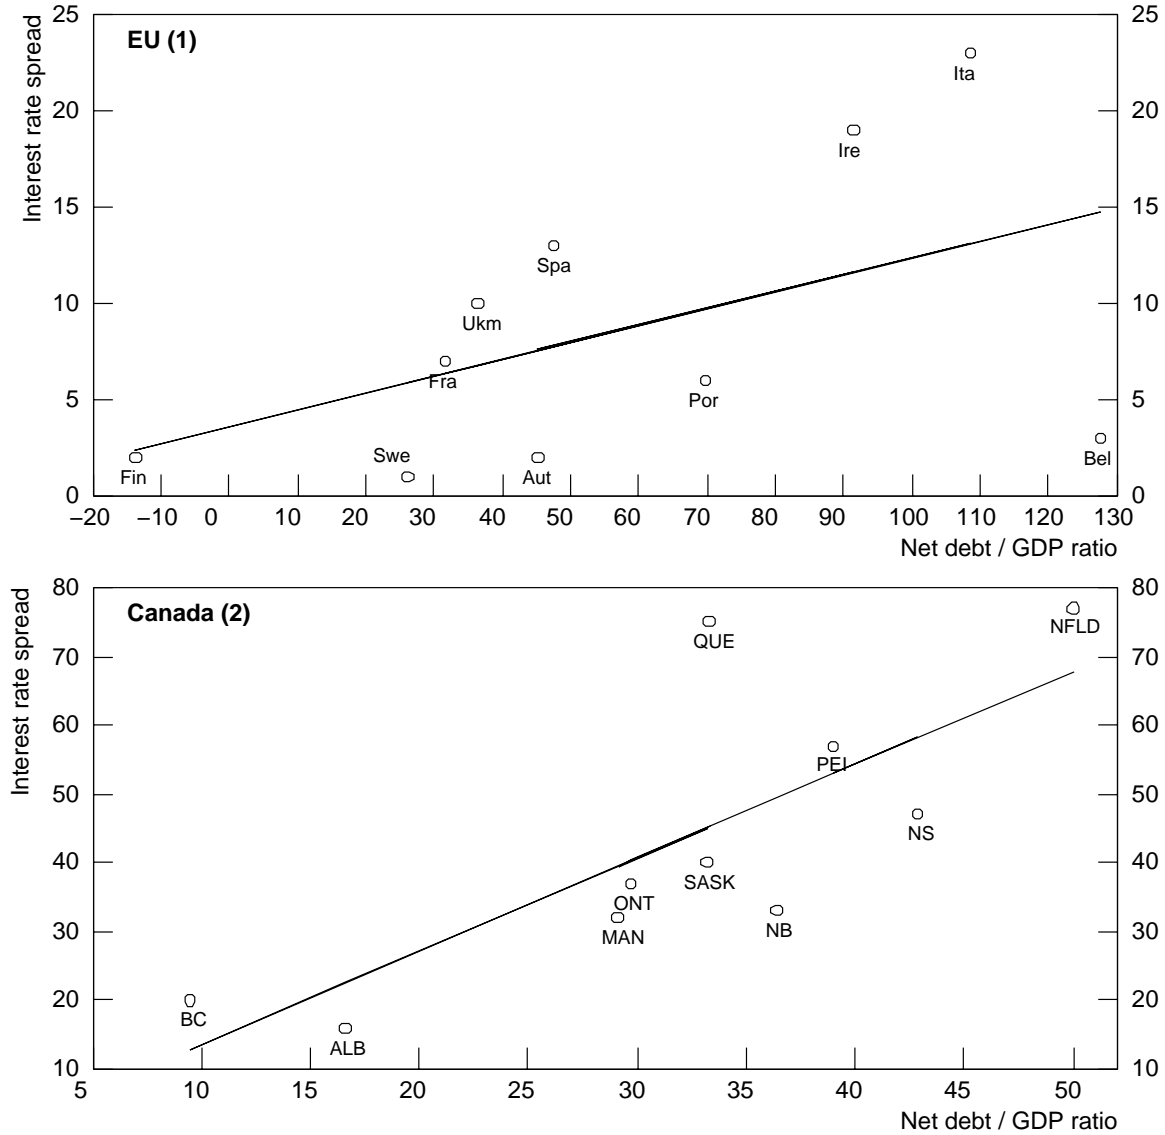 EU (1)
Interest rate spread
25 25
20 20
15 15
10 10
5 5
0 0
Ita
Ire
Spa
Ukm
Fra
Por
Swe
Fin
Aut
Bel
−20 −10 0 10 20 30 40 50 60 70 80 90 100 110 120 130
Net debt / GDP ratio
Canada (2)
Interest rate spread
80 80
70 70
60 60
50 50
40 40
30 30
20 20
10 10
NFLD
QUE
PEI
NS
SASK
ONT
NB
MAN
BC
ALB
5 10 15 20 25 30 35 40 45 50
Net debt / GDP ratio